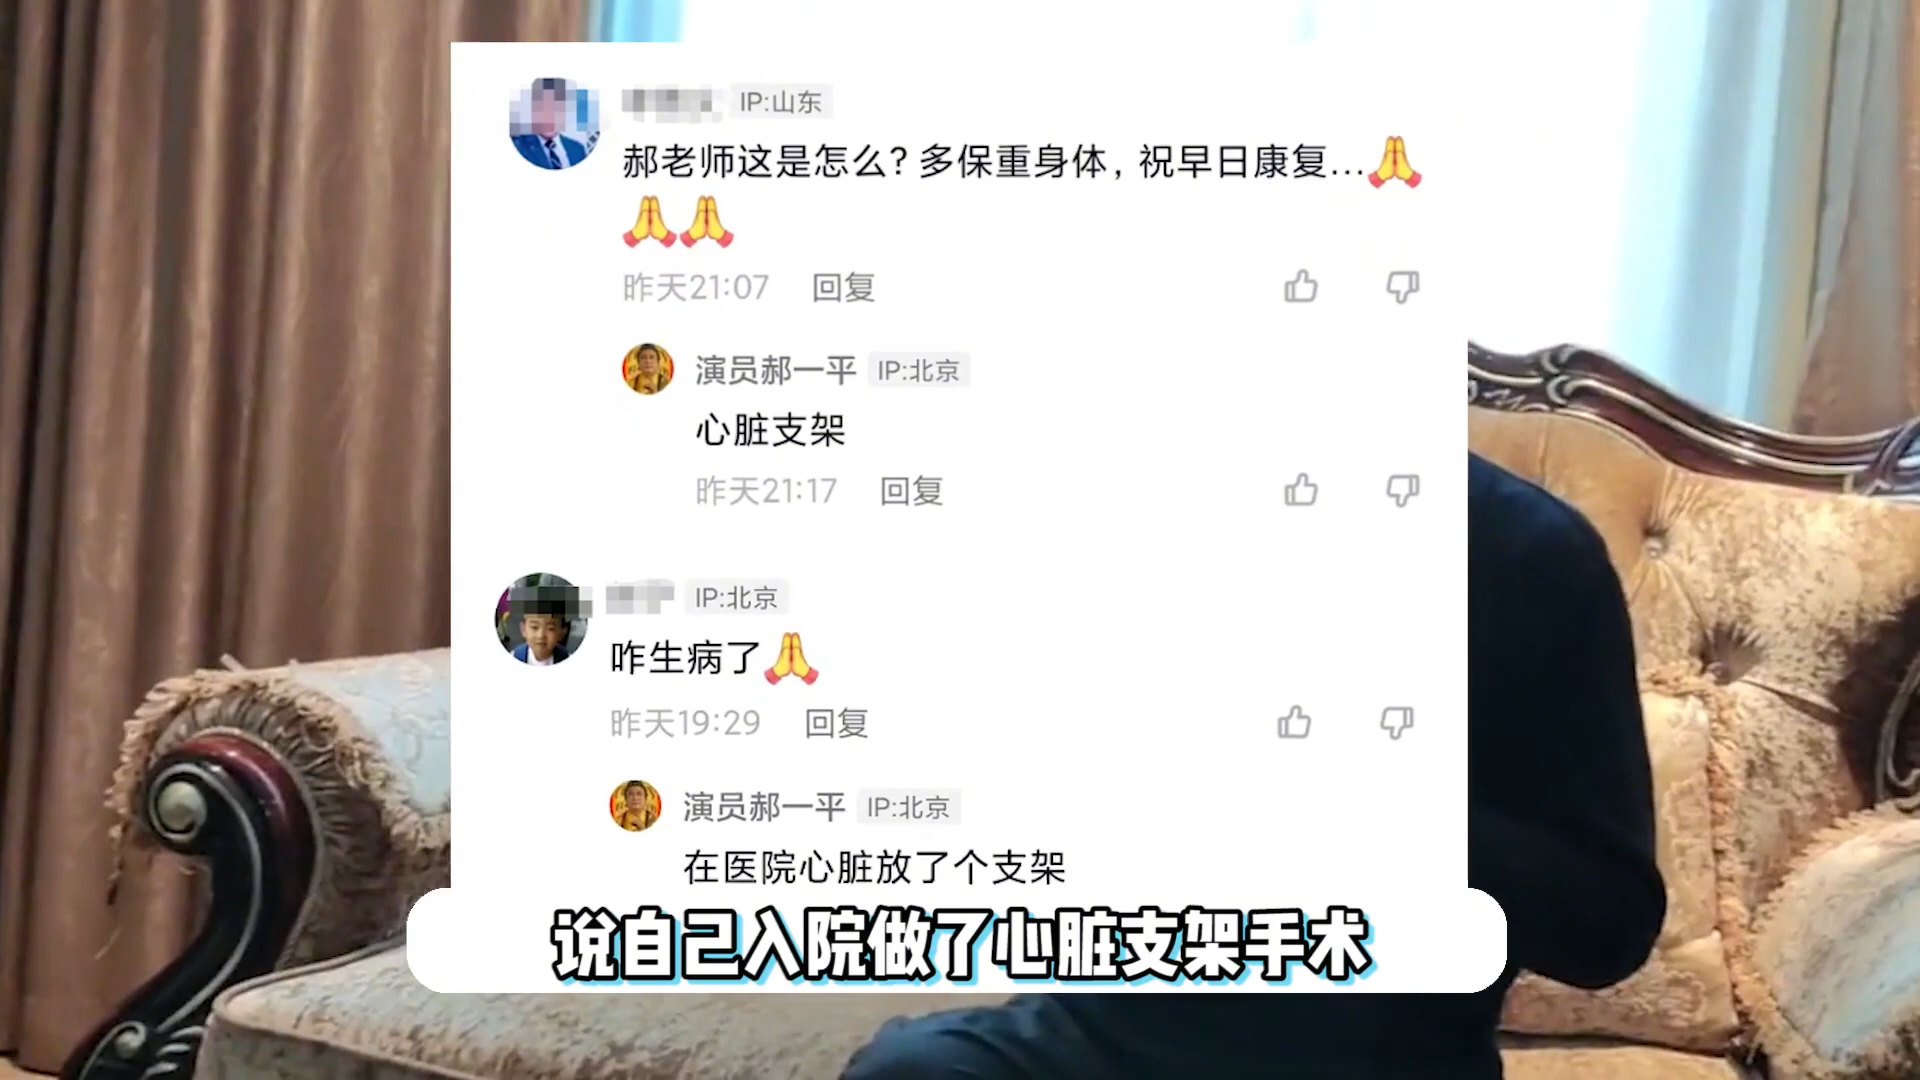 IP:山东
郝老师这是怎么?多保重身体,祝早日康复...🙏
🙏🙏
昨天21:07 回复
演员郝一平 IP:北京
心脏支架
昨天21:17 回复
IP:北京
咋生病了🙏
昨天19:29 回复
演员郝一平 IP:北京
在医院心脏放了个支架
说自己入院做了心脏支架手术